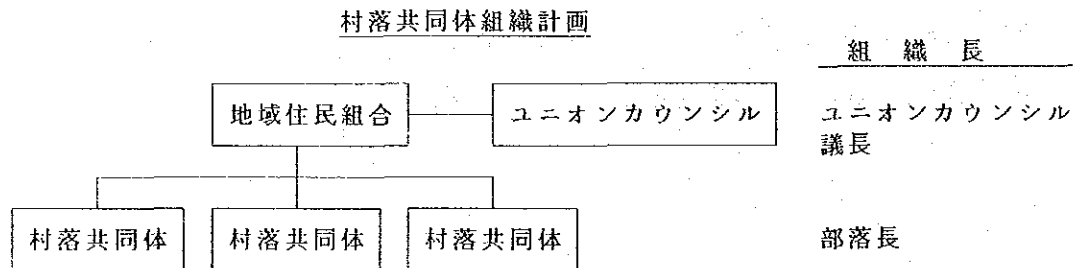 村落共同体組織計画
組織長
地域住民組合
ユニオンカウンシル
ユニオンカウンシル
議長
村落共同体
村落共同体
村落共同体
部落長